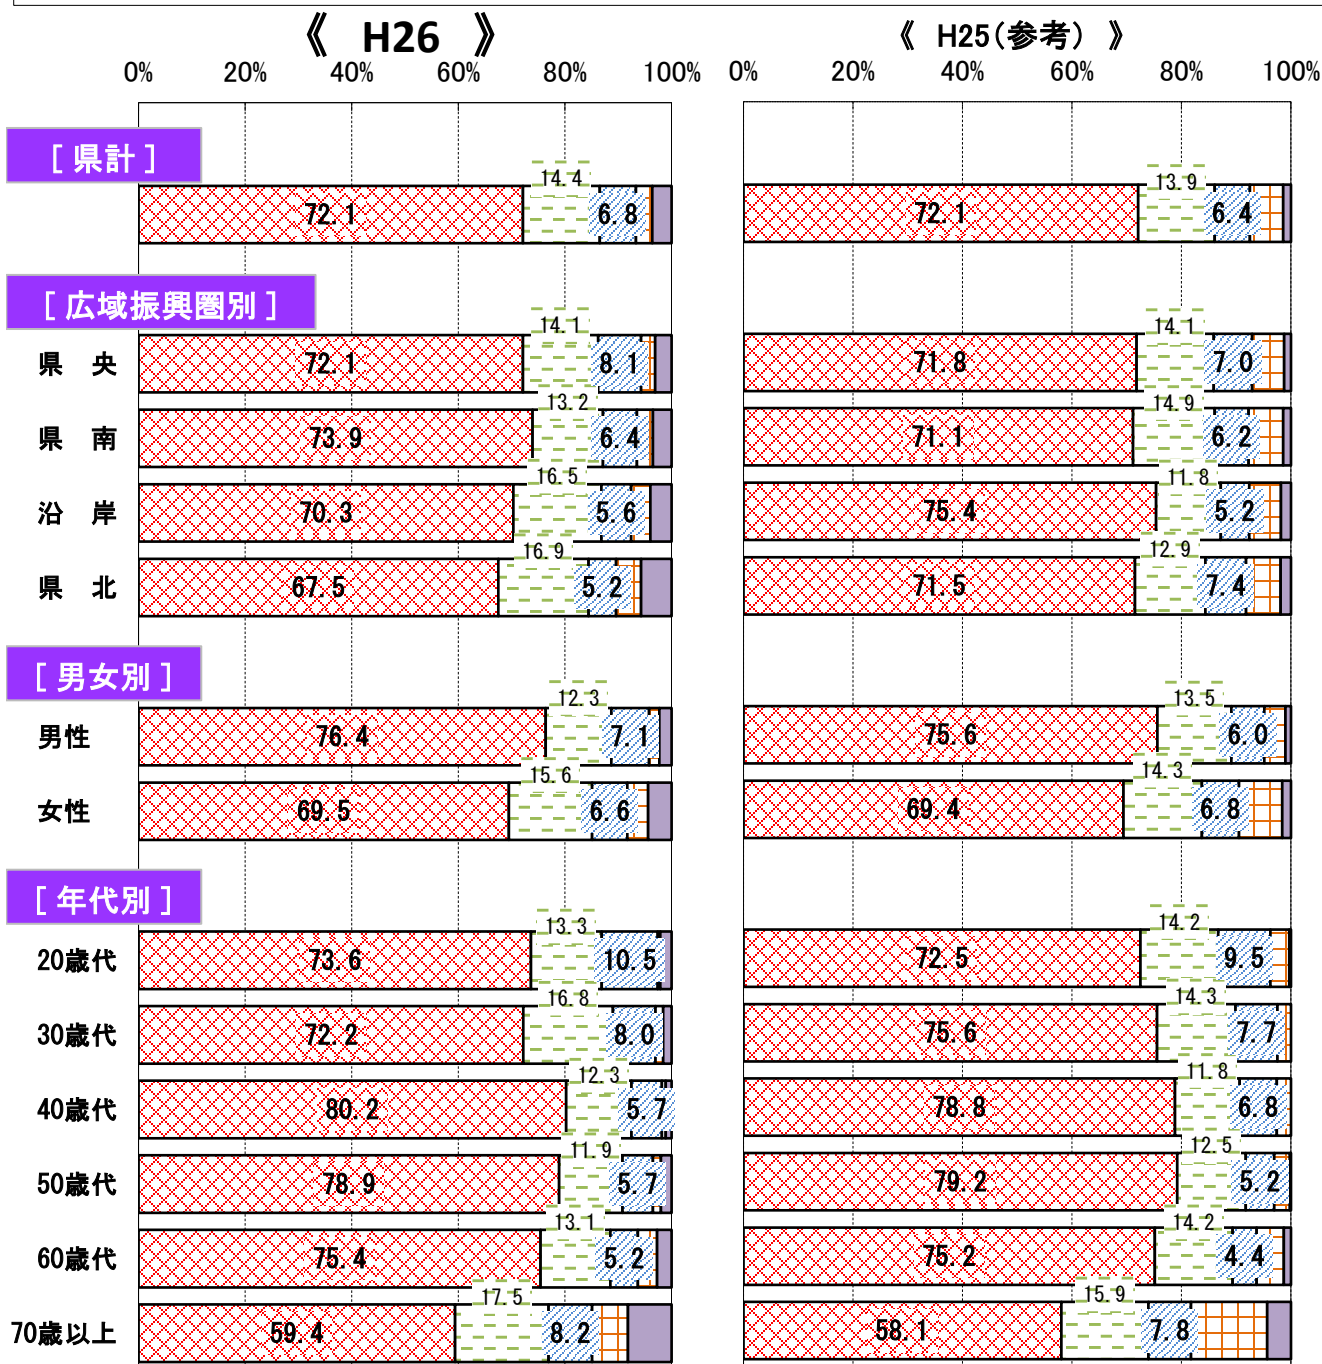 《 H26 》
《 H25(参考) 》
0% 20% 40% 60% 80% 100%
0% 20% 40% 60% 80% 100%
[ 県計 ]
72.1 14.4 6.8
72.1 13.9 6.4
[ 広域振興圏別 ]
県 央 72.1 14.1 8.1
71.8 14.1 7.0
県 南 73.9 13.2 6.4
71.1 14.9 6.2
沿 岸 70.3 16.5 5.6
75.4 11.8 5.2
県 北 67.5 16.9 5.2
71.5 12.9 7.4
[ 男女別 ]
男性 76.4 12.3 7.1
75.6 13.5 6.0
女性 69.5 15.6 6.6
69.4 14.3 6.8
[ 年代別 ]
20歳代 73.6 13.3 10.5
72.5 14.2 9.5
30歳代 72.2 16.8 8.0
75.6 14.3 7.7
40歳代 80.2 12.3 5.7
78.8 11.8 6.8
50歳代 78.9 11.9 5.7
79.2 12.5 5.2
60歳代 75.4 13.1 5.2
75.2 14.2 4.4
70歳以上 59.4 17.5 8.2
58.1 15.9 7.8